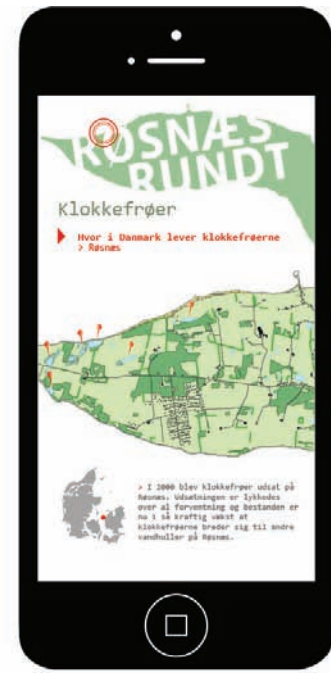 RØSNÆS
RUNDT
Klokkefrøer
Hvor i Danmark lever klokkefrøerne
> Røsnæs
> I 2000 blev klokkefrøer udsat på
Røsnæs. Udsætningen er lykkedes
over al forventning og bestanden er
nu i så kraftig vækst at
klokkefrøerne breder sig til andre
vandhuller på Røsnæs.